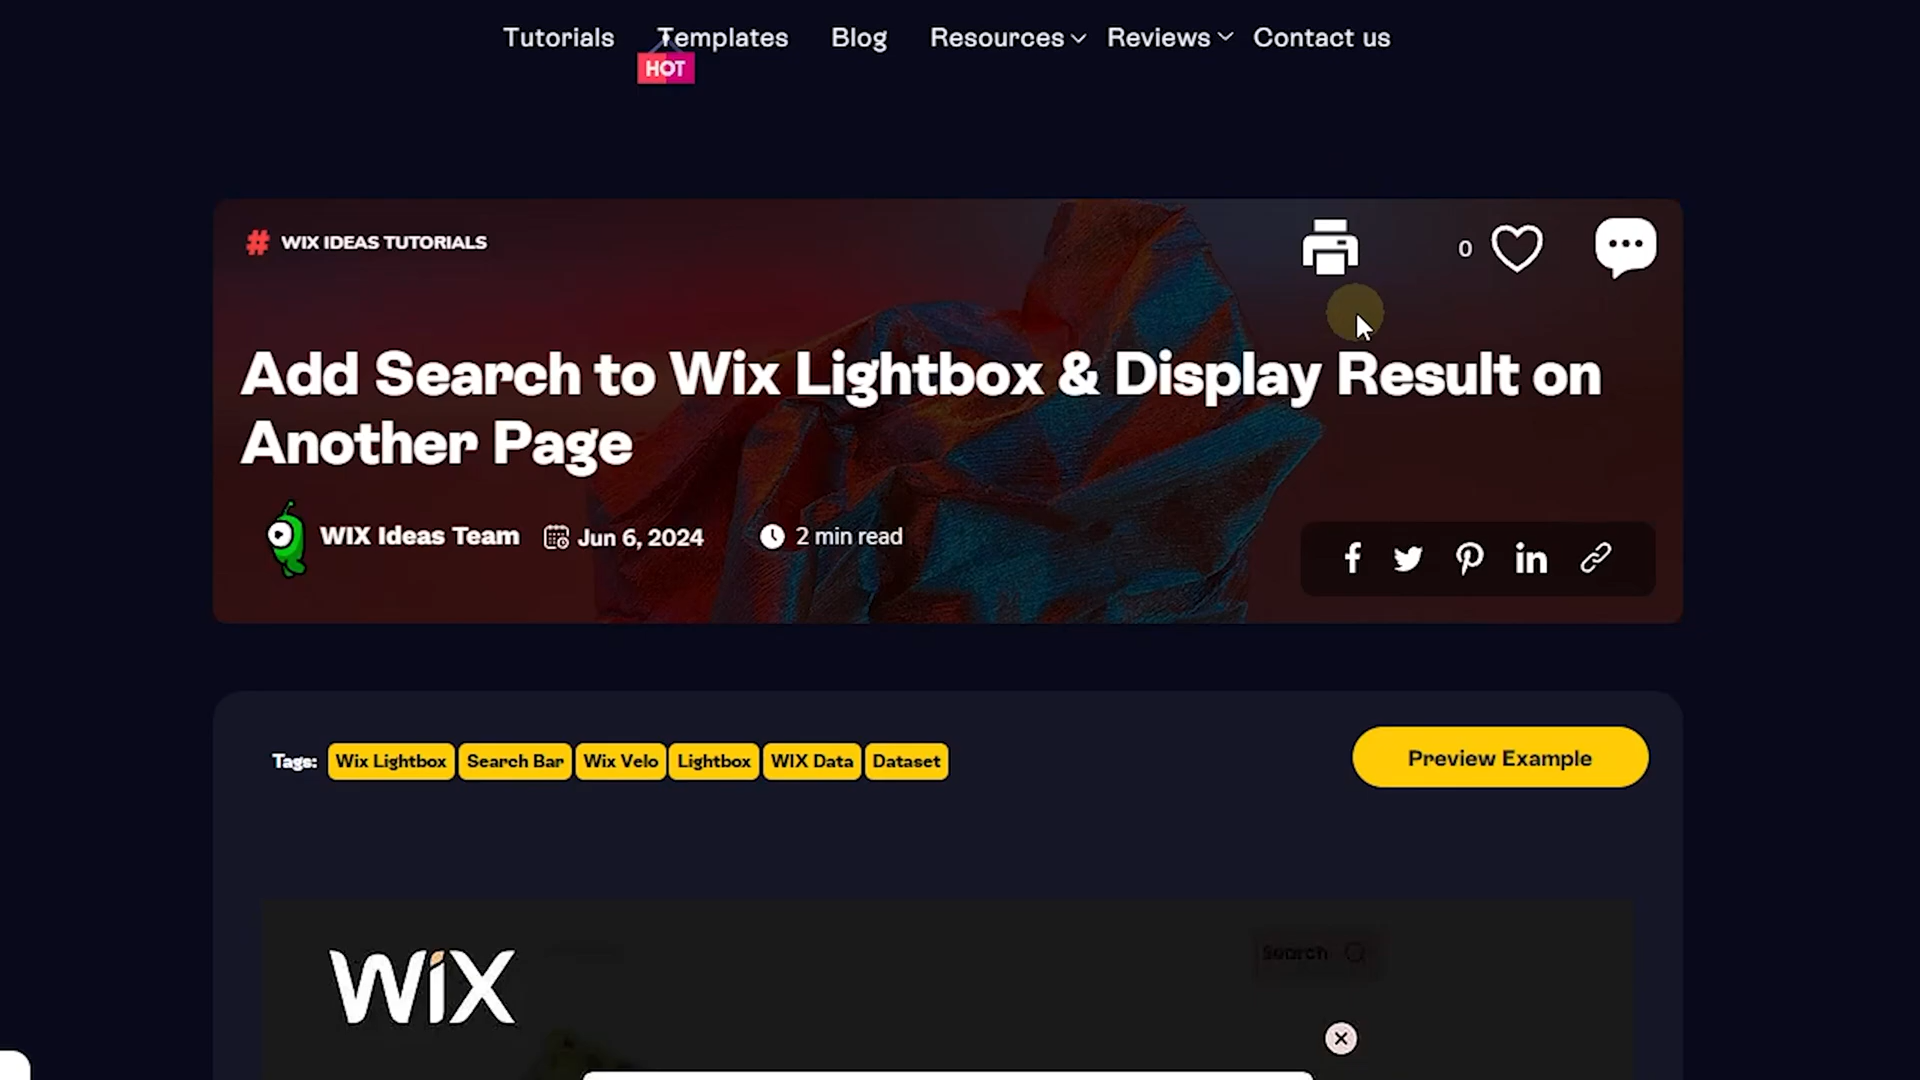 Tutorials Templates Blog Resources Reviews Contact us
HOT
# WIX IDEAS TUTORIALS
0
Add Search to Wix Lightbox & Display Result on
Another Page
WIX Ideas Team Jun 6, 2024 2 min read
Tags: Wix Lightbox Search Bar Wix Velo Lightbox WIX Data Dataset
Preview Example
Search
WiX